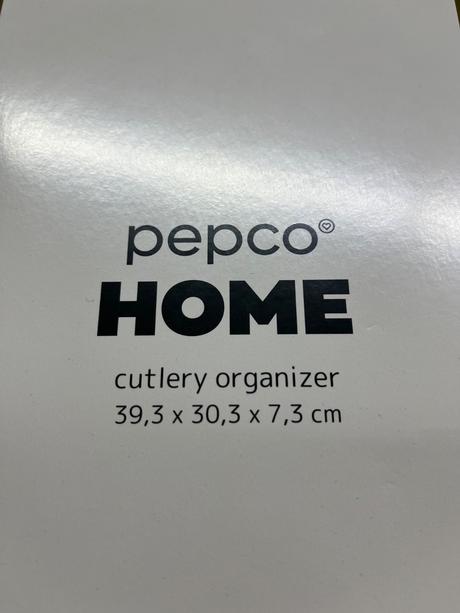 pepco
HOME
cutlery organizer
39,3 x 30,3 x 7,3 cm